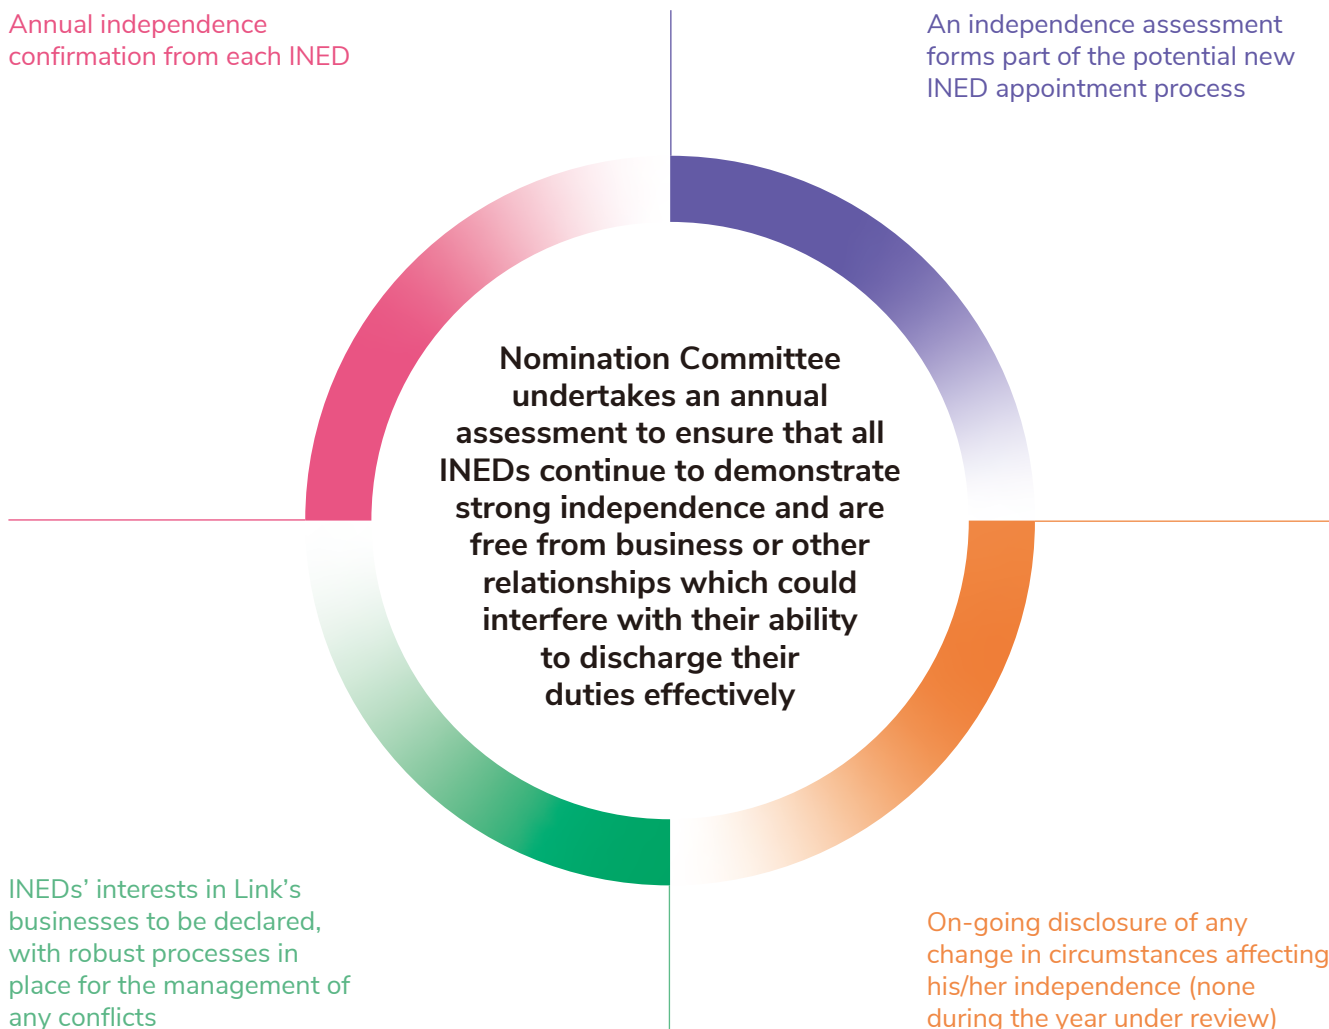 Annual independence
confirmation from each INED
An independence assessment
forms part of the potential new
INED appointment process
Nomination Committee
undertakes an annual
assessment to ensure that all
INEDs continue to demonstrate
strong independence and are
free from business or other
relationships which could
interfere with their ability
to discharge their
duties effectively
INEDs’ interests in Link’s
businesses to be declared,
with robust processes in
place for the management of
any conflicts
On-going disclosure of any
change in circumstances affecting
his/her independence (none
during the year under review)